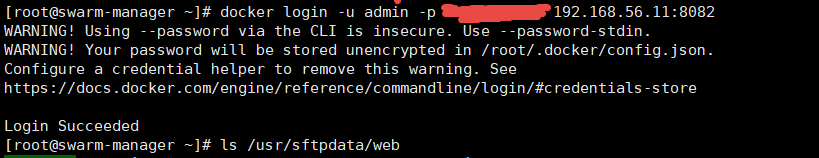 [root@swarm-manager ~]# docker login -u admin -p 192.168.56.11:8082
WARNING! Using --password via the CLI is insecure. Use --password-stdin.
WARNING! Your password will be stored unencrypted in /root/.docker/config.json.
Configure a credential helper to remove this warning. See
https://docs.docker.com/engine/reference/commandline/login/#credentials-store

Login Succeeded
[root@swarm-manager ~]# ls /usr/sftpdata/web